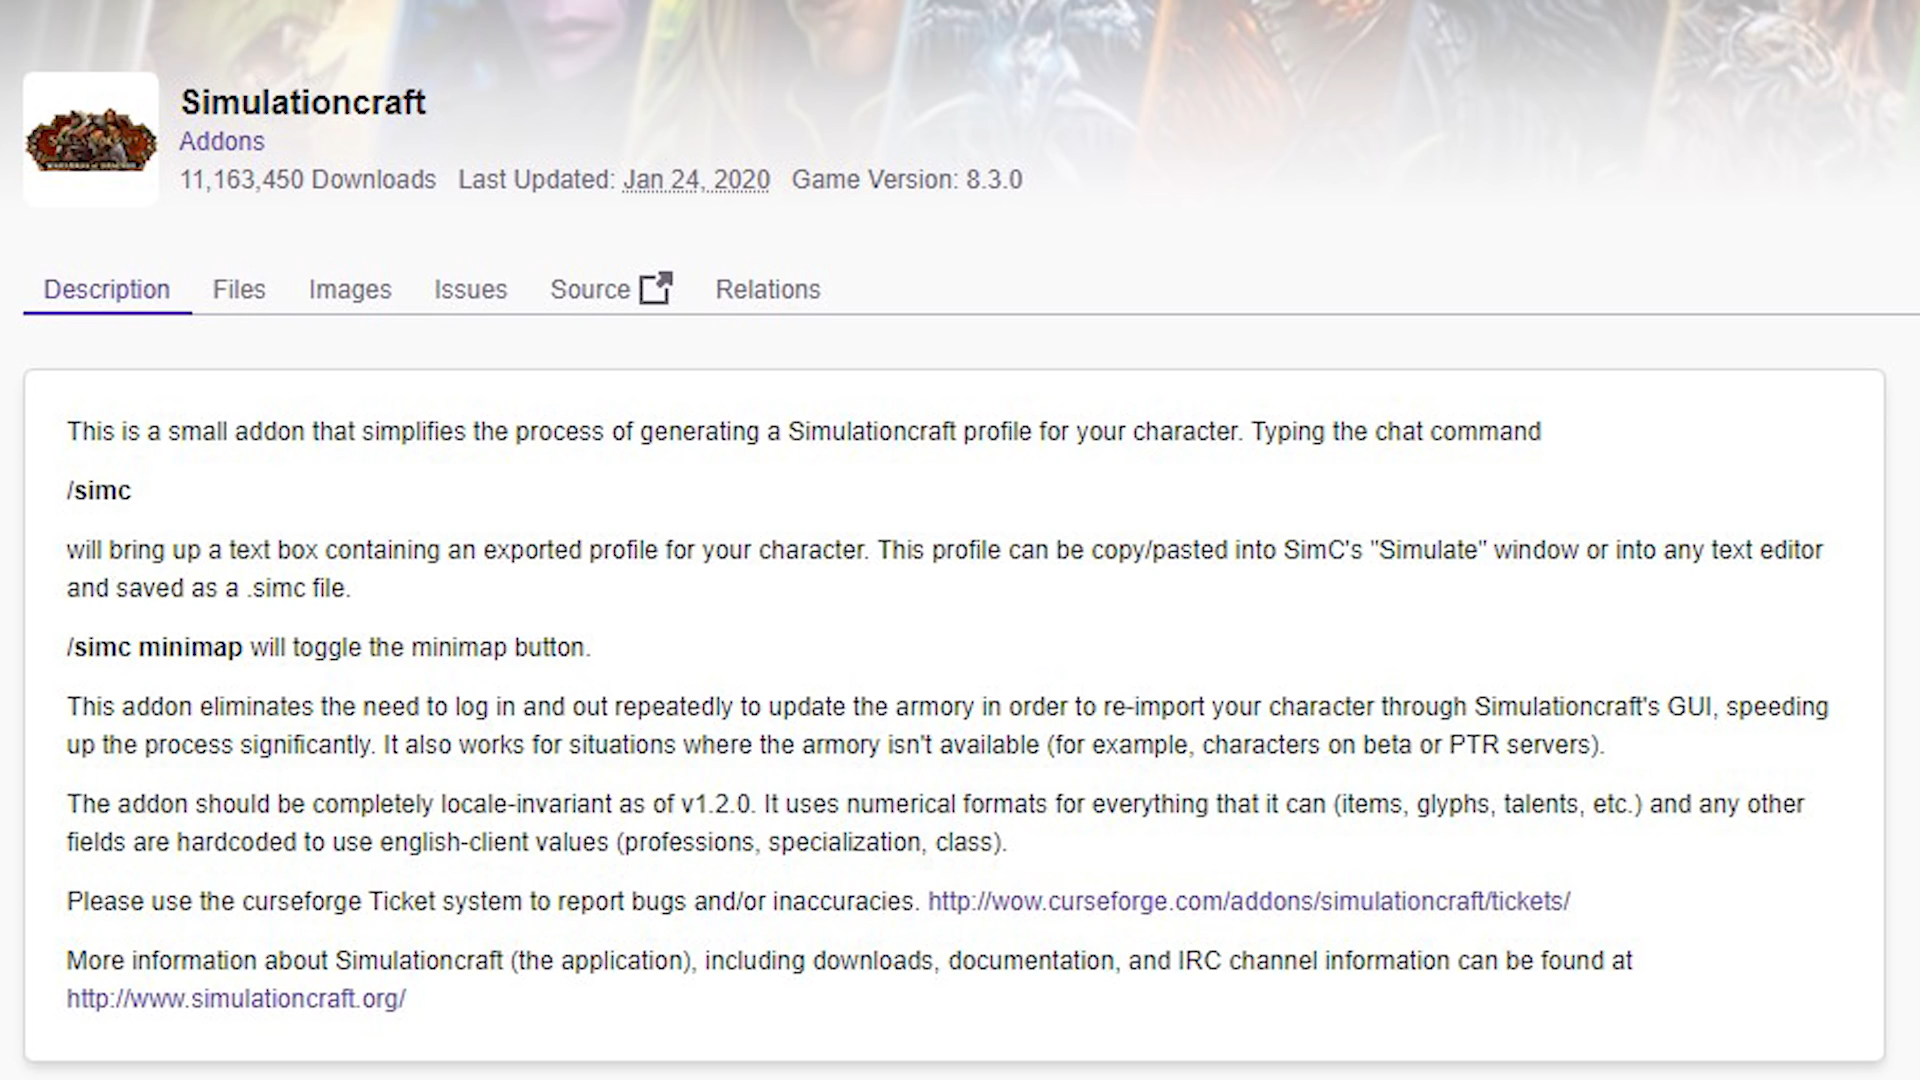 Simulationcraft
Addons
11,163,450 Downloads Last Updated: Jan 24, 2020 Game Version: 8.3.0
Description Files Images Issues Source Relations
This is a small addon that simplifies the process of generating a Simulationcraft profile for your character. Typing the chat command
/simc
will bring up a text box containing an exported profile for your character. This profile can be copy/pasted into SimC's "Simulate" window or into any text editor
and saved as a .simc file.
/simc minimap will toggle the minimap button.
This addon eliminates the need to log in and out repeatedly to update the armory in order to re-import your character through Simulationcraft's GUI, speeding
up the process significantly. It also works for situations where the armory isn't available (for example, characters on beta or PTR servers).
The addon should be completely locale-invariant as of v1.2.0. It uses numerical formats for everything that it can (items, glyphs, talents, etc.) and any other
fields are hardcoded to use english-client values (professions, specialization, class).
Please use the curseforge Ticket system to report bugs and/or inaccuracies. http://wow.curseforge.com/addons/simulationcraft/tickets/
More information about Simulationcraft (the application), including downloads, documentation, and IRC channel information can be found at
http://www.simulationcraft.org/